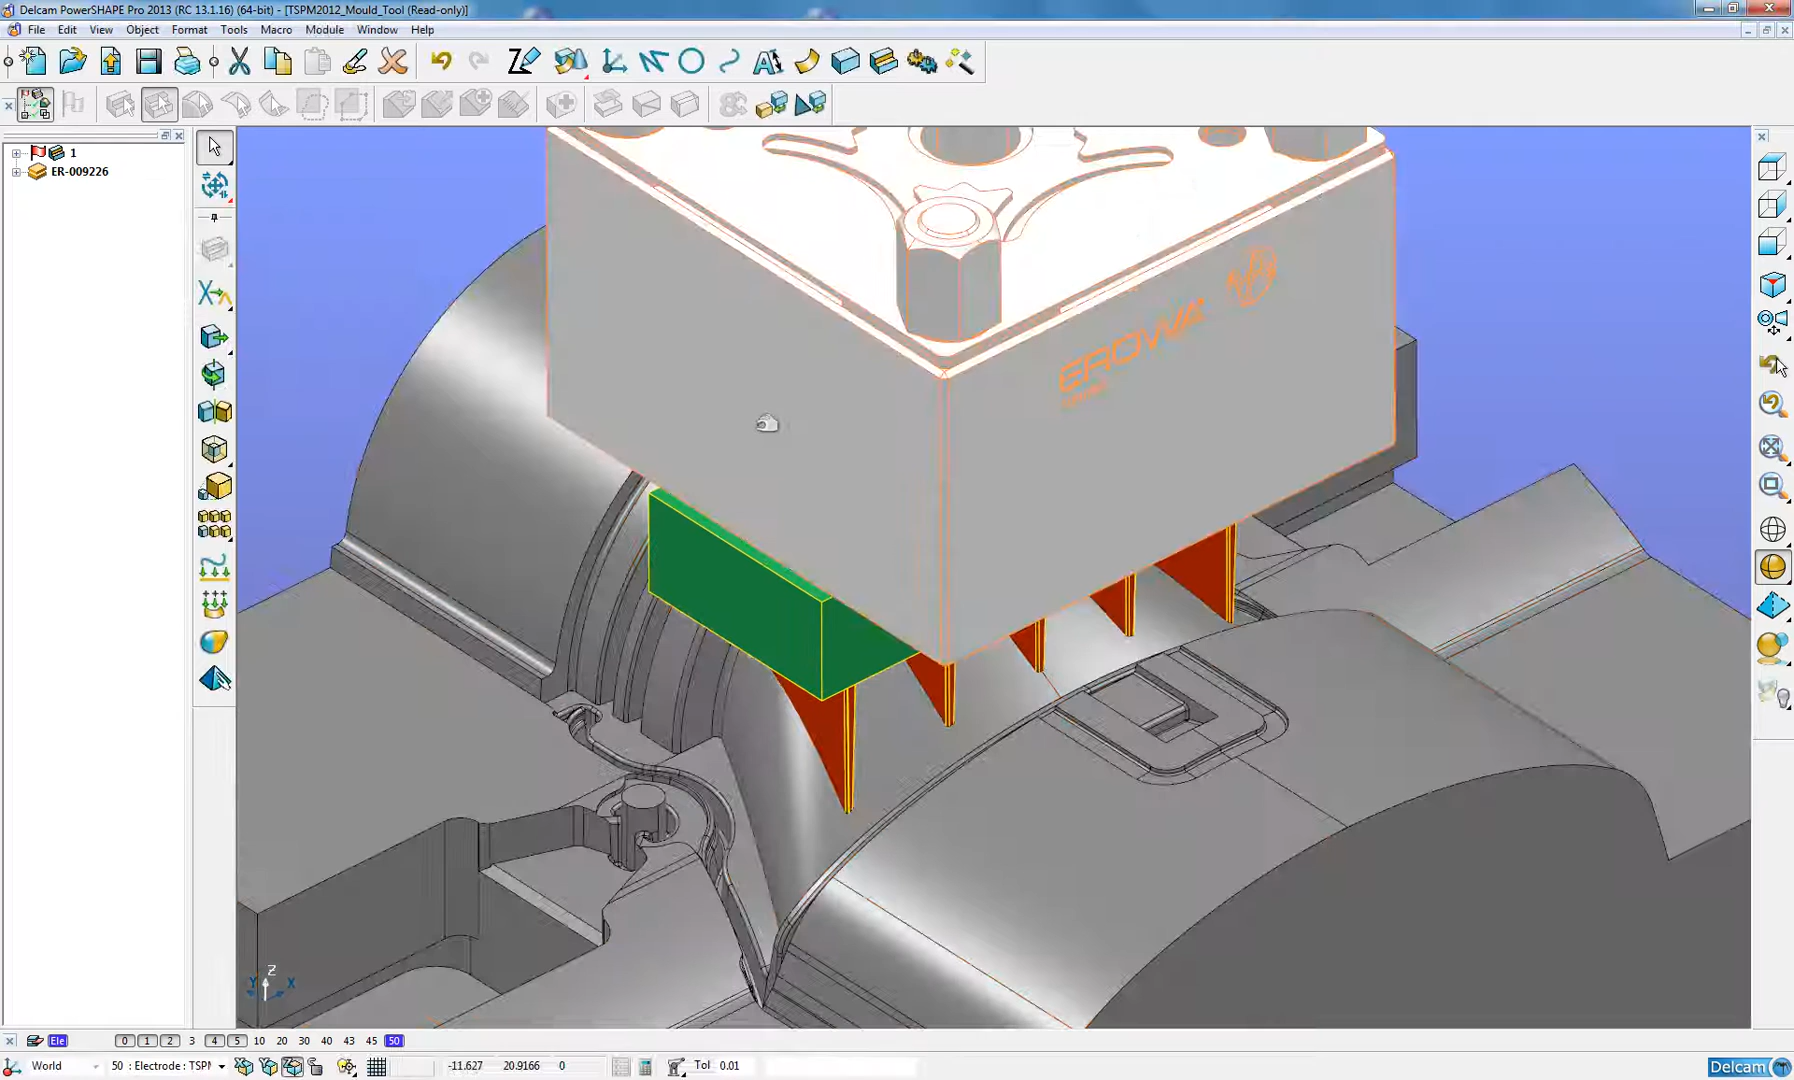 Delcam PowerSHAPE Pro 2013 (RC 13.1.16) (64-bit) - [TSPM2012_Mould_Tool (Read-only)]
File Edit View Object Format Tools Macro Module Window Help
1
ER-009226
EROWA
Z
Y X
Ele 0 1 2 3 4 5 10 20 30 40 43 45 50
World 50 : Electrode : TSPM -11.627 20.9166 0 Tol 0.01 Delcam